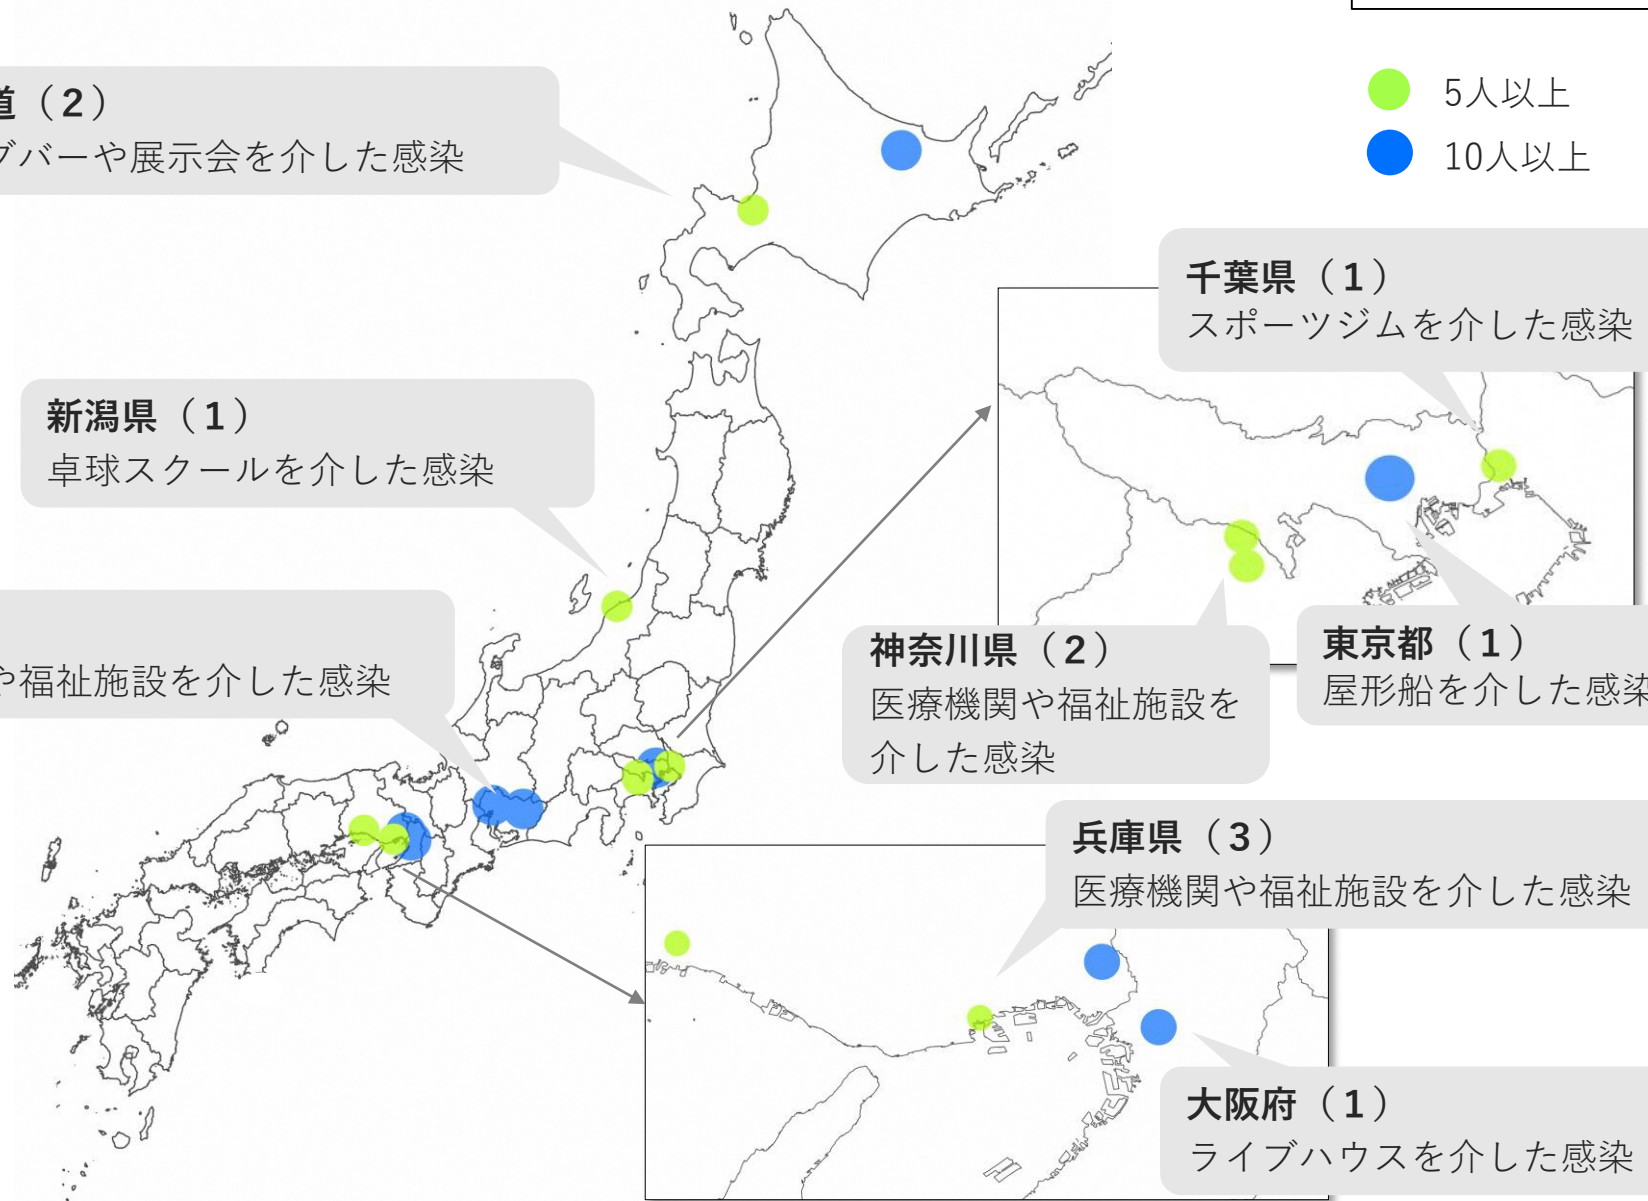 5人以上
10人以上
道（2）
ブバーや展示会を介した感染
千葉県（1）
スポーツジムを介した感染
新潟県（1）
卓球スクールを介した感染
や福祉施設を介した感染
神奈川県（2）
医療機関や福祉施設を
介した感染
東京都（1）
屋形船を介した感染
兵庫県（3）
医療機関や福祉施設を介した感染
大阪府（1）
ライブハウスを介した感染